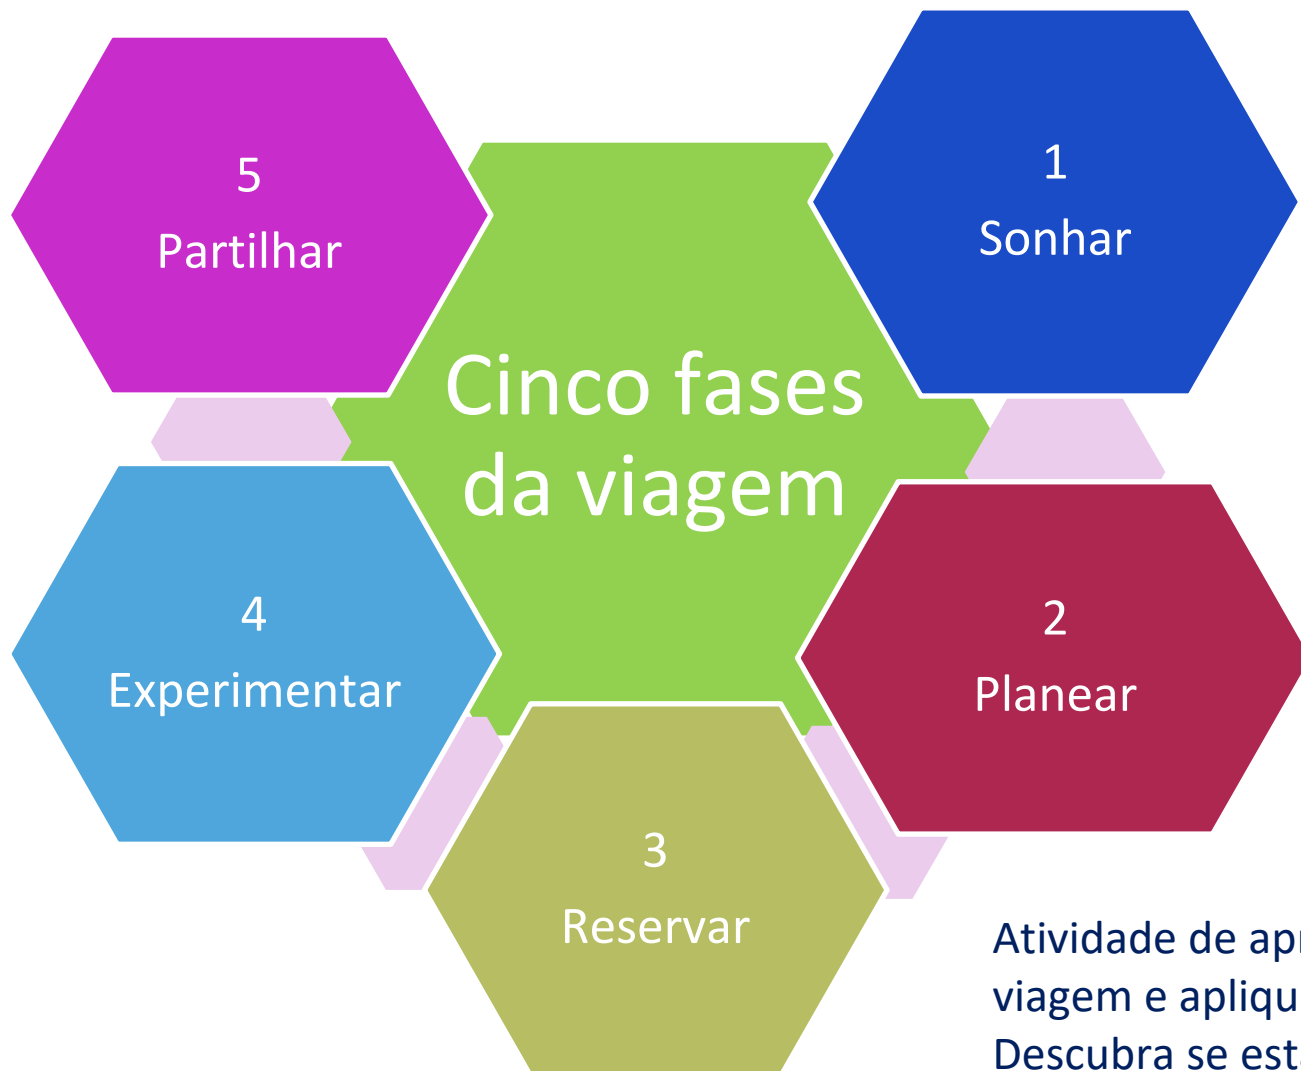 Cinco fases
da viagem
1
Sonhar
2
Planear
3
Reservar
4
Experimentar
5
Partilhar
Atividade de
viagem e
Descubra se